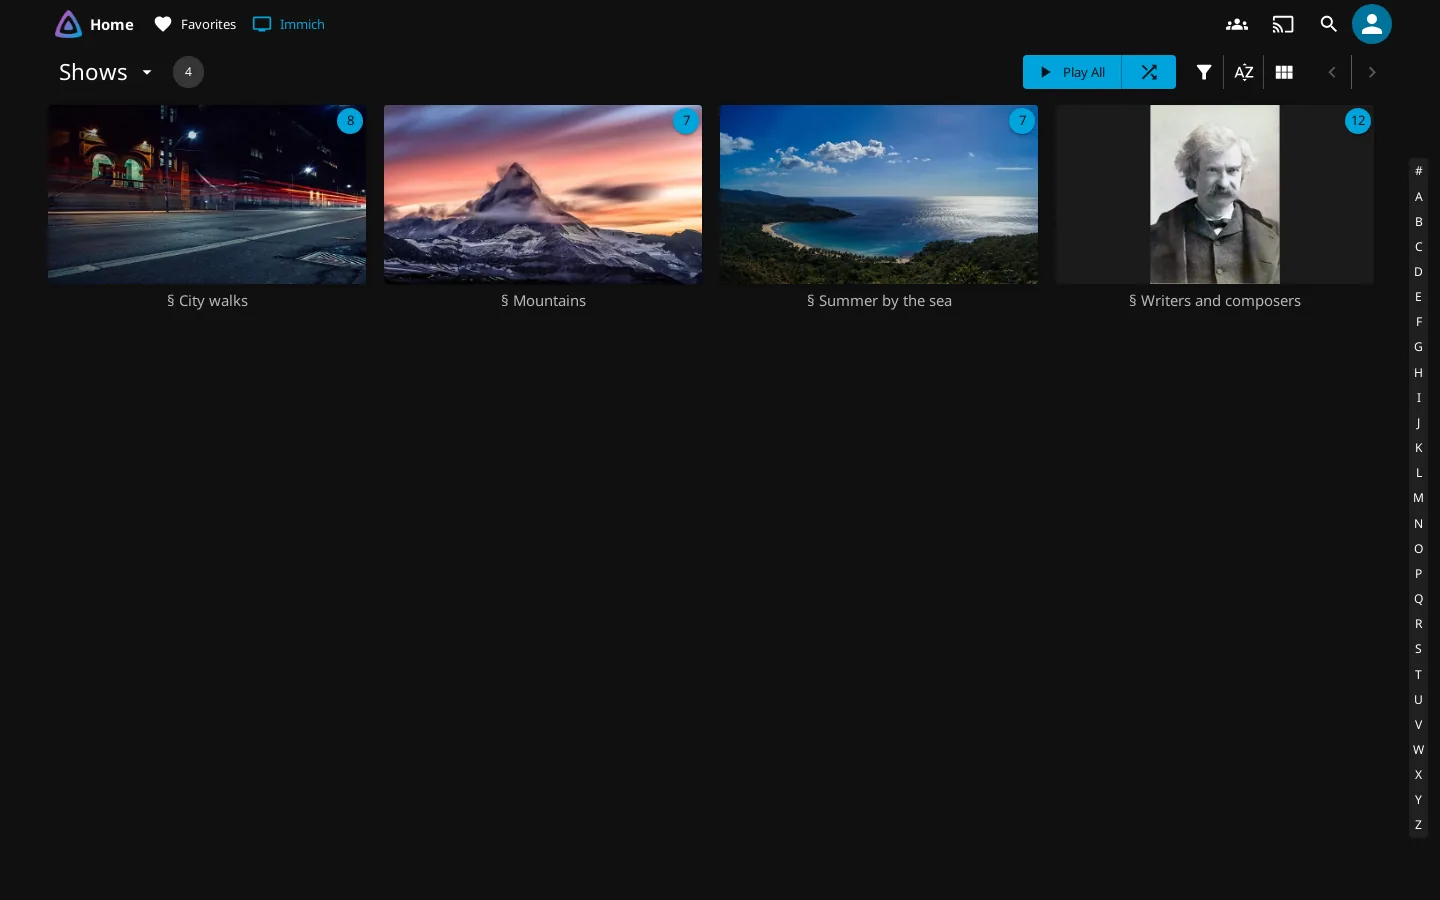 Home
Favorites
Immich
Shows
4
Play All
8
7
7
12
§ City walks
§ Mountains
§ Summer by the sea
§ Writers and composers
#
A
B
C
D
E
F
G
H
I
J
K
L
M
N
O
P
Q
R
S
T
U
V
W
X
Y
Z